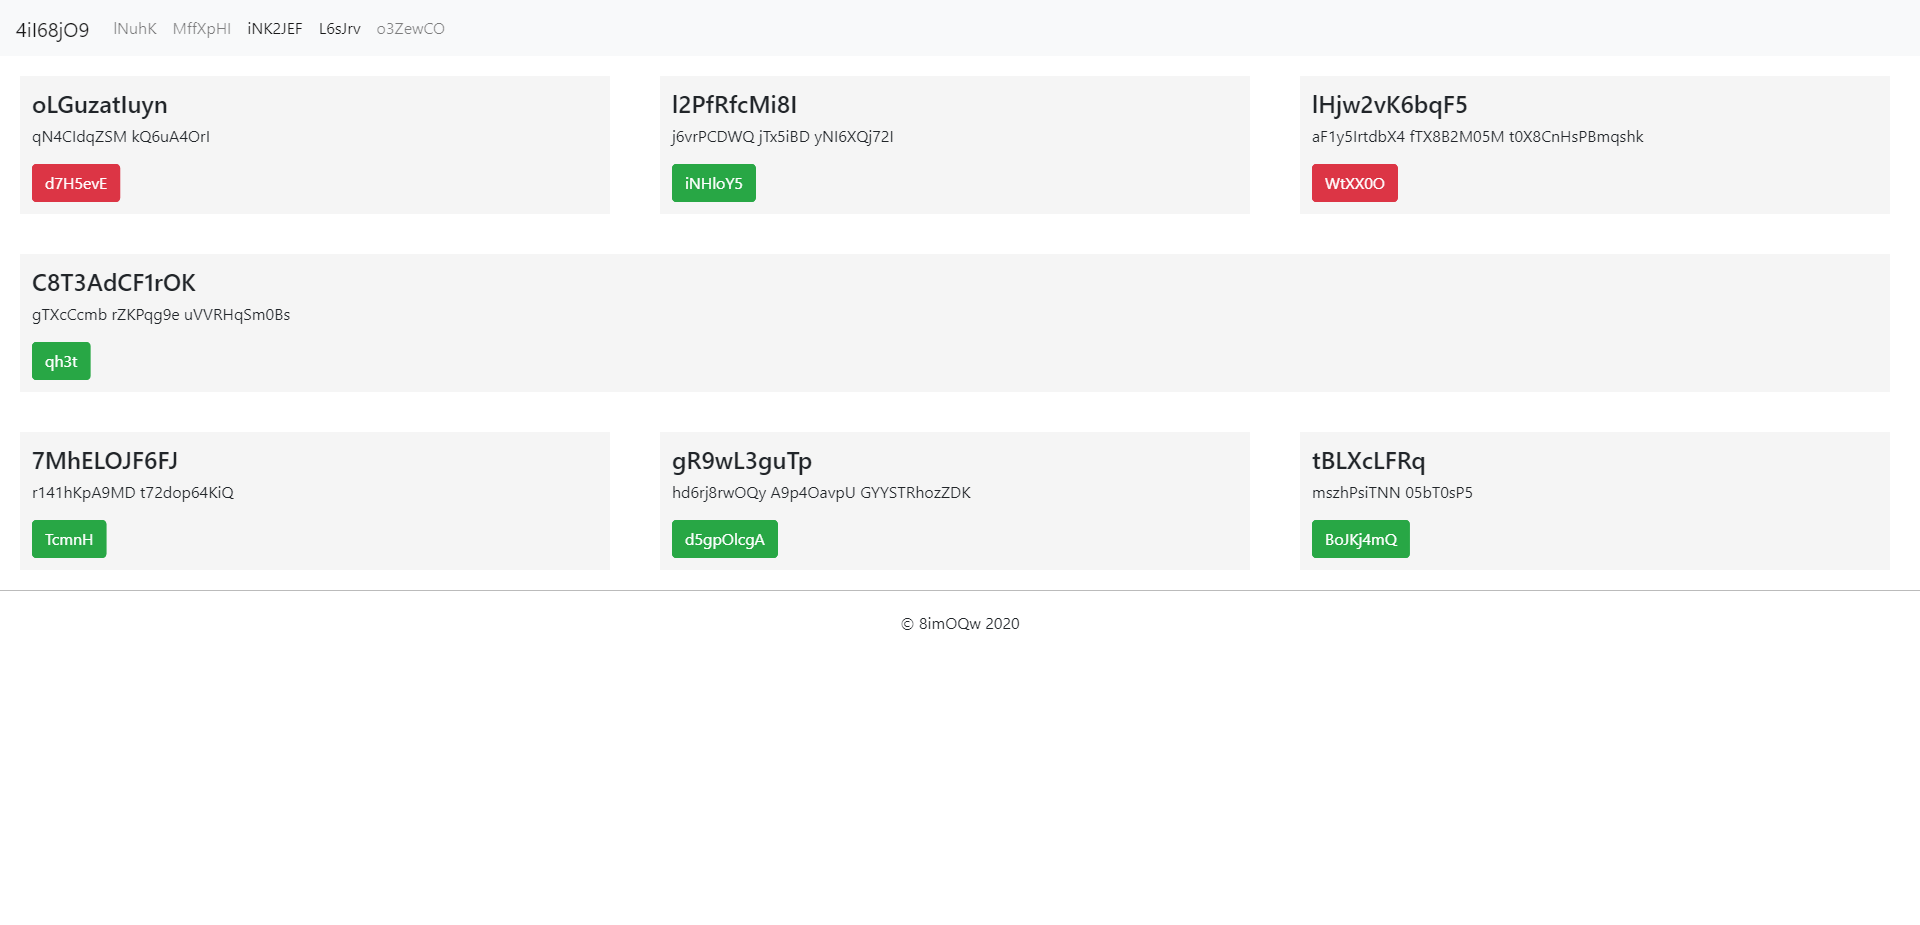 4iI68jO9 lNuhK MffXpHI iNK2JEF L6sJrv o3ZewCO
oLGuzatIuyn l2PfRfcMi8I lHjw2vK6bqF5
qN4CIdqZSM kQ6uA4OrI j6vrPCDWQ jTx5iBD yNI6XQj72I aF1y5IrtdbX4 fTX8B2M05M t0X8CnHsPBmqshk
d7H5evE iNHloY5 WtXX0O
C8T3AdCF1rOK
gTXcCcmb rZKPqg9e uVVRHqSm0Bs
qh3t
7MhELOJF6FJ gR9wL3guTp tBLXcLFRq
r141hKpA9MD t72dop64KiQ hd6rj8rwOQy A9p4OavpU GYYSTRhozZDK mszhPsiTNN 05bT0sP5
TcmnH d5gpOlcgA BoJKj4mQ
© 8imOQw 2020